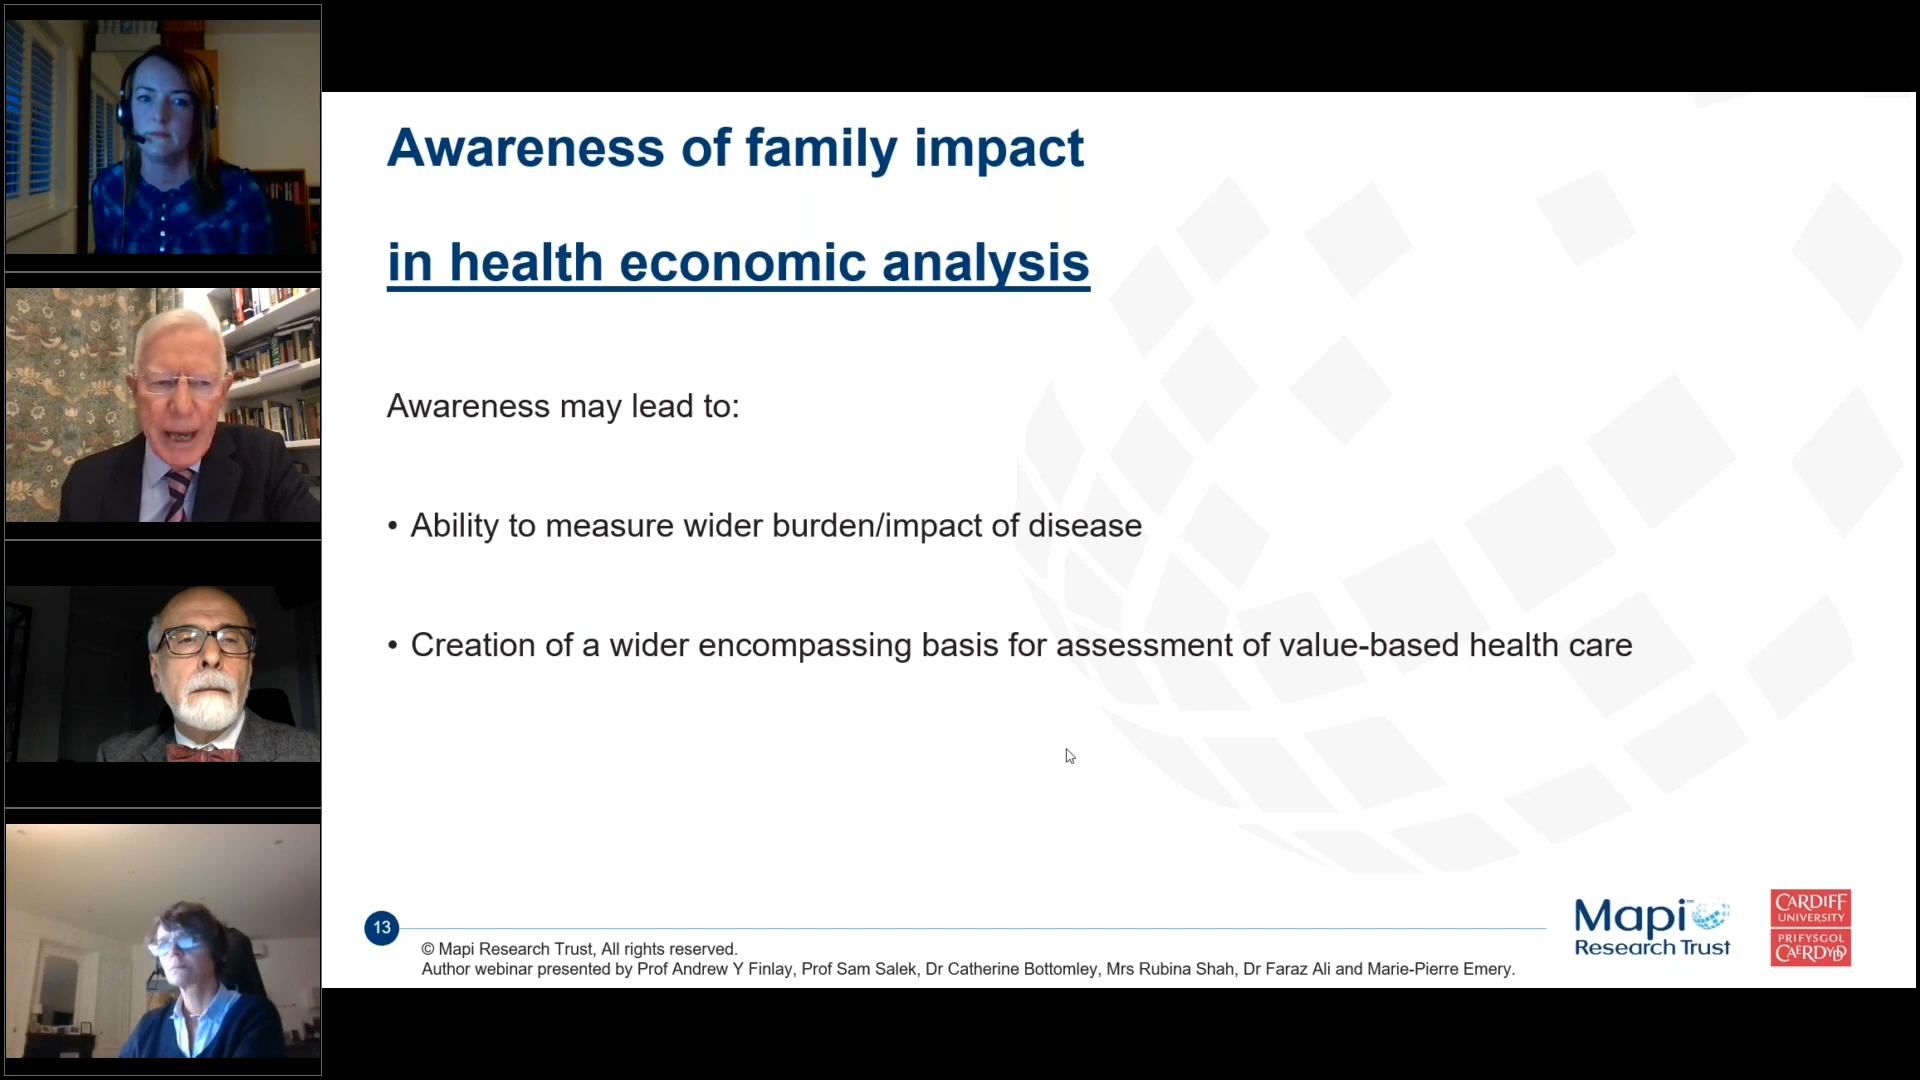 Awareness of family impact
in health economic analysis
Awareness may lead to:
• Ability to measure wider burden/impact of disease
• Creation of a wider encompassing basis for assessment of value-based health care
13
© Mapi Research Trust, All rights reserved.
Author webinar presented by Prof Andrew Y Finlay, Prof Sam Salek, Dr Catherine Bottomley, Mrs Rubina Shah, Dr Faraz Ali and Marie-Pierre Emery.
Mapi
Research Trust
CARDIFF
UNIVERSITY
PRIFYSGOL
CAERDYDD